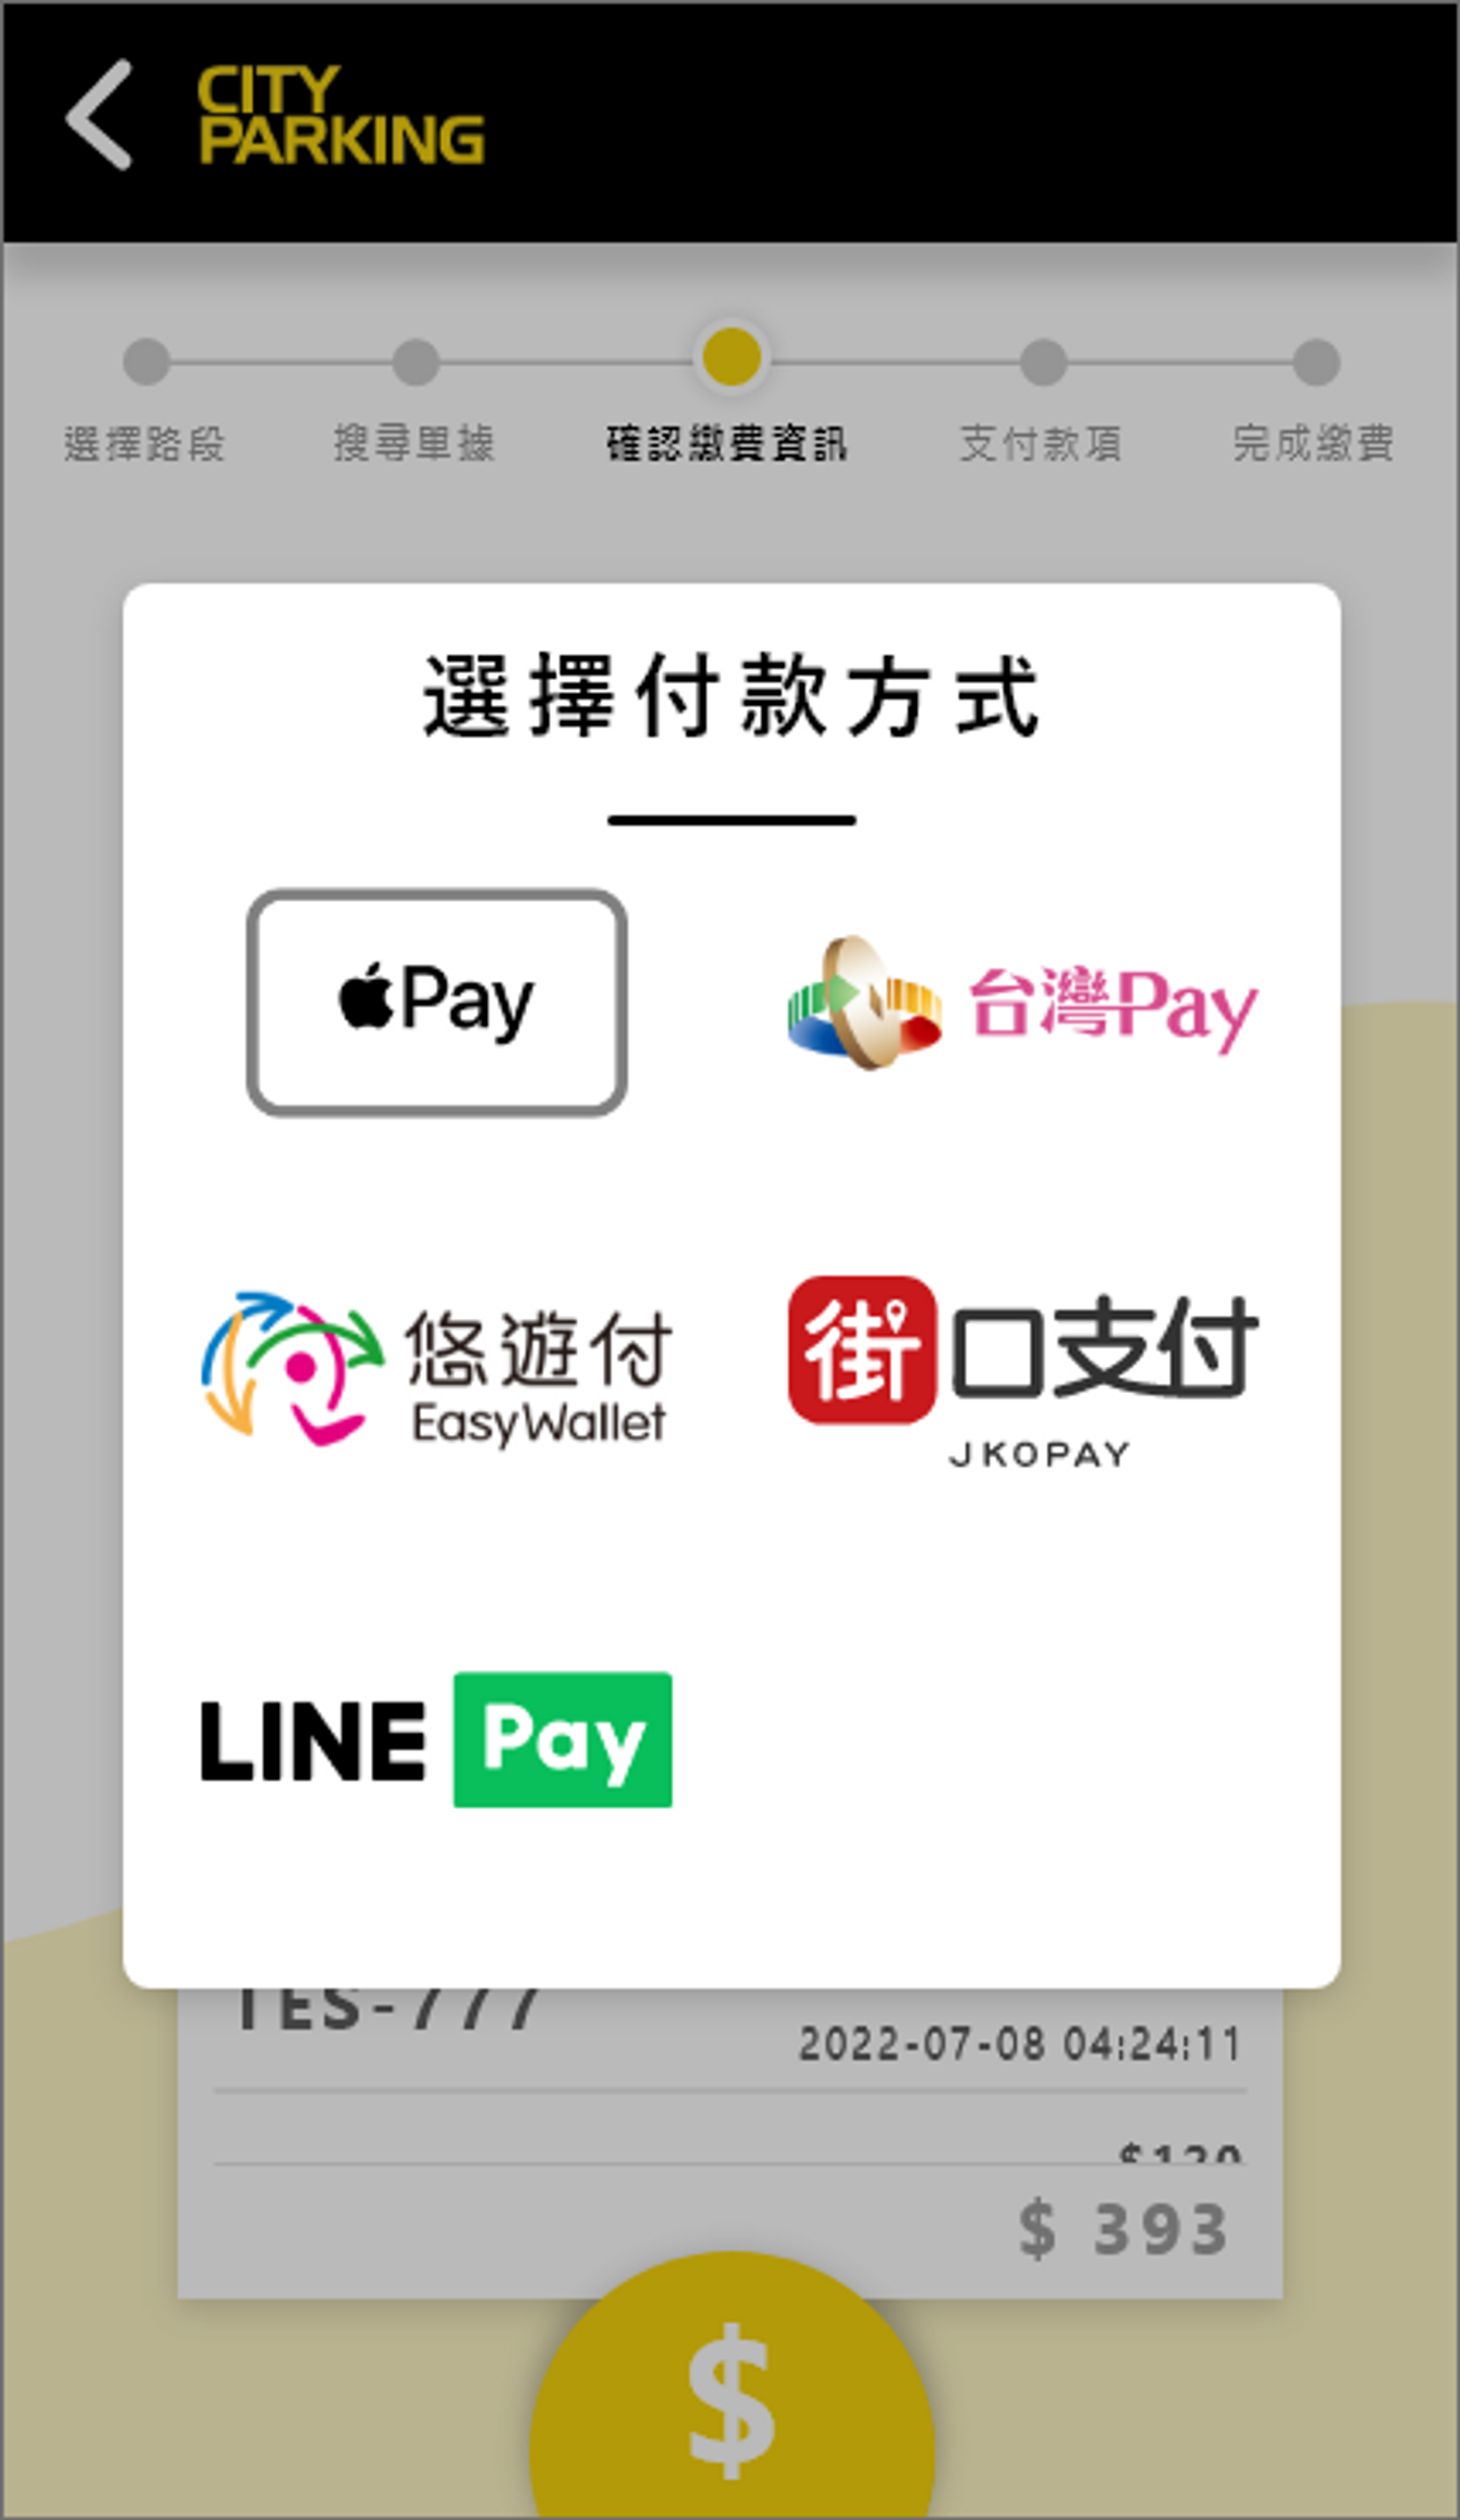 CITY
PARKING
選擇路段 搜尋單據 確認繳費資訊 支付款項 完成繳費
選擇付款方式
Pay
台灣Pay
悠遊付
EasyWallet
街口支付
JKOPAY
LINE Pay
TES-777
2022-07-08 04:24:11
$ 393
$